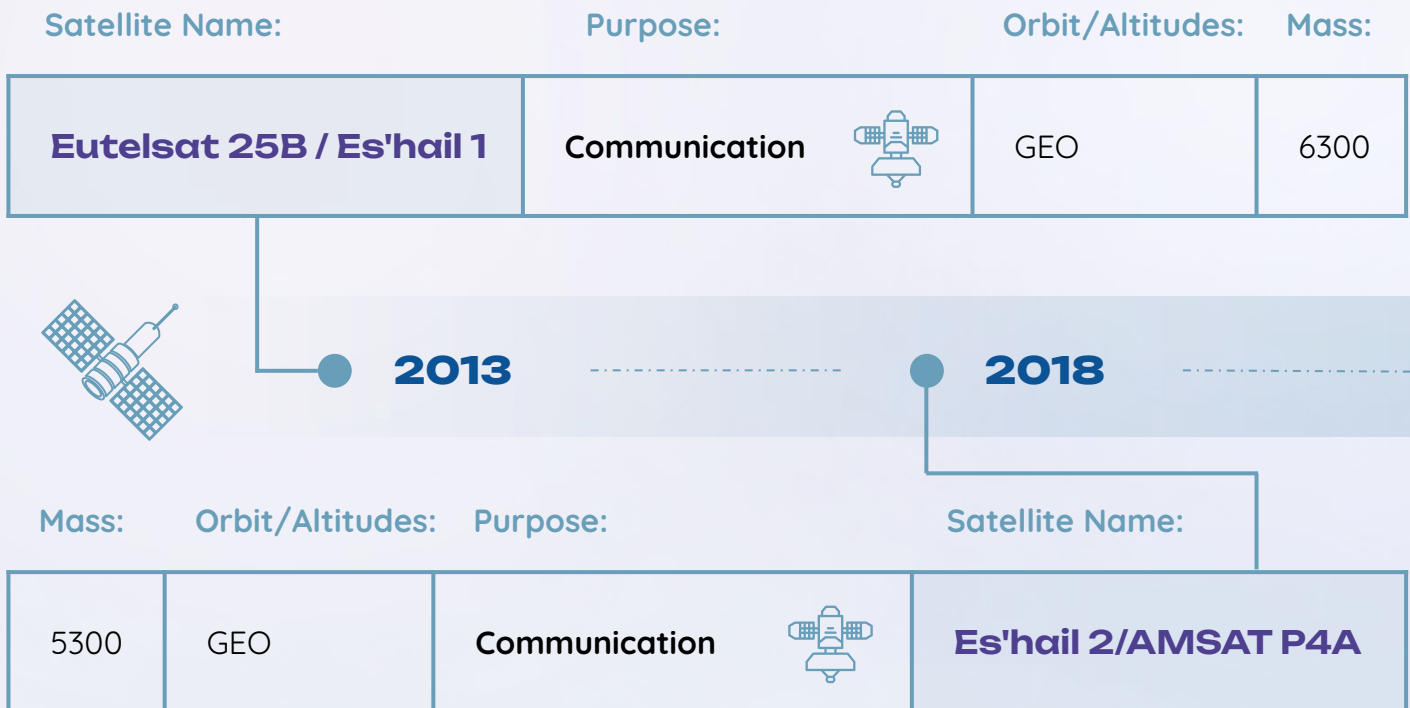 Satellite Name: Purpose: Orbit/Altitudes: Mass:
Eutelsat 25B / Es'hail 1 Communication GEO 6300
2013 2018
Mass: Orbit/Altitudes: Purpose: Satellite Name:
5300 GEO Communication Es'hail 2/AMSAT P4A